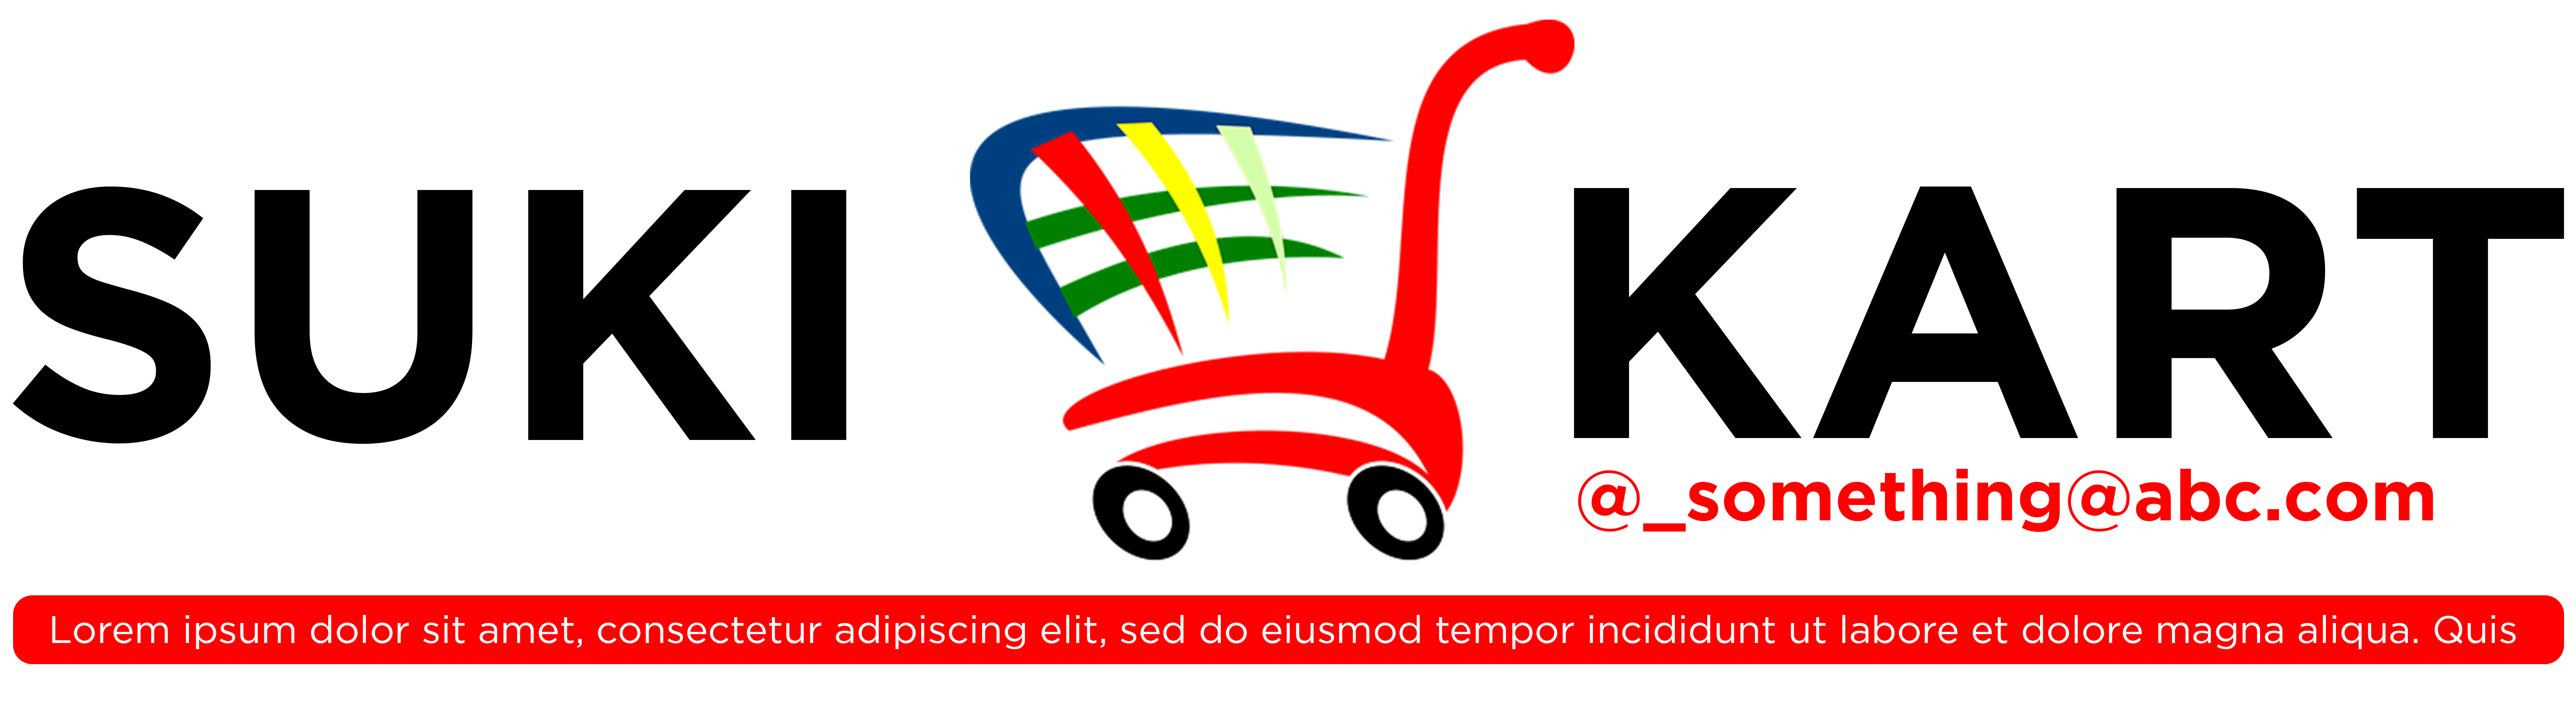 SUKI KART
@_something@abc.com
Lorem ipsum dolor sit amet, consectetur adipiscing elit, sed do eiusmod tempor incididunt ut labore et dolore magna aliqua. Quis